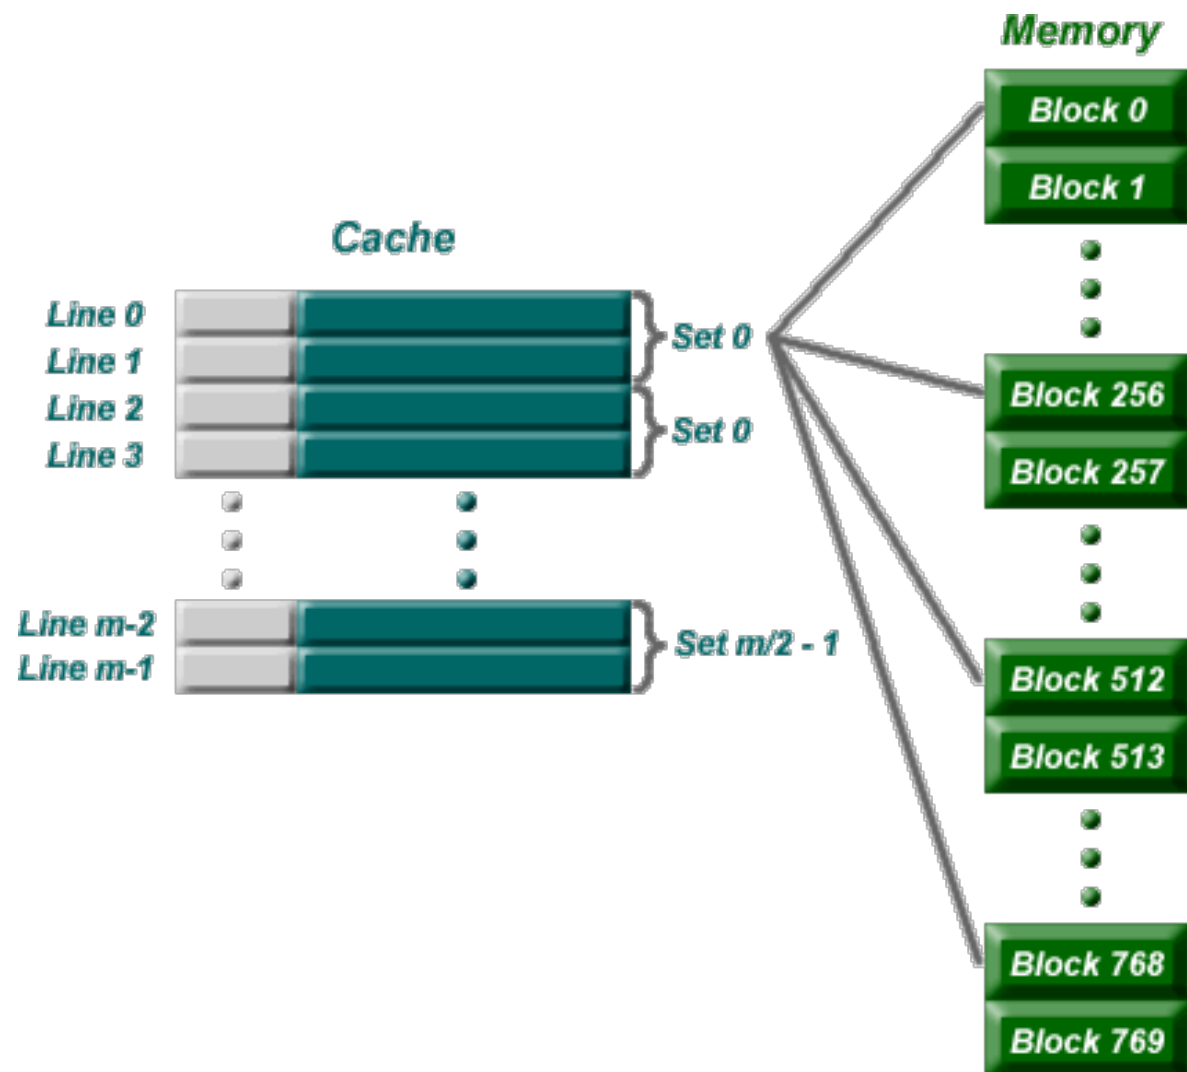 Memory
Block 0
Block 1
Cache
Line 0
Line 1
Set 0
Line 2
Line 3
Set 0
Block 256
Block 257
Line m-2
Line m-1
Set m/2 - 1
Block 512
Block 513
Block 768
Block 769